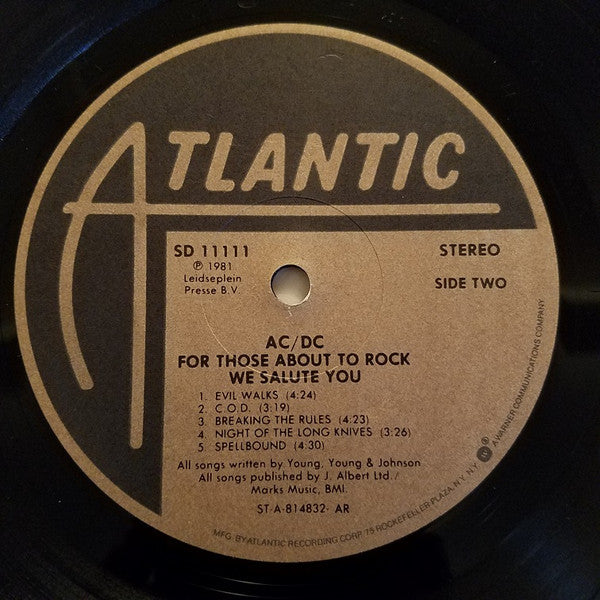 ATLANTIC
SD 11111
℗ 1981
Leidseplein
Presse B.V.
STEREO
SIDE TWO
AC/DC
FOR THOSE ABOUT TO ROCK
WE SALUTE YOU
1. EVIL WALKS (4:24)
2. C.O.D. (3:19)
3. BREAKING THE RULES (4:23)
4. NIGHT OF THE LONG KNIVES (3:26)
5. SPELLBOUND (4:30)
All songs written by Young, Young & Johnson
All songs published by J. Albert Ltd./
Marks Music, BMI.
ST-A-814832- AR
MFG. BY ATLANTIC RECORDING CORP. 75 ROCKEFELLER PLAZA, N.Y. N.Y. ® A WARNER COMMUNICATIONS COMPANY